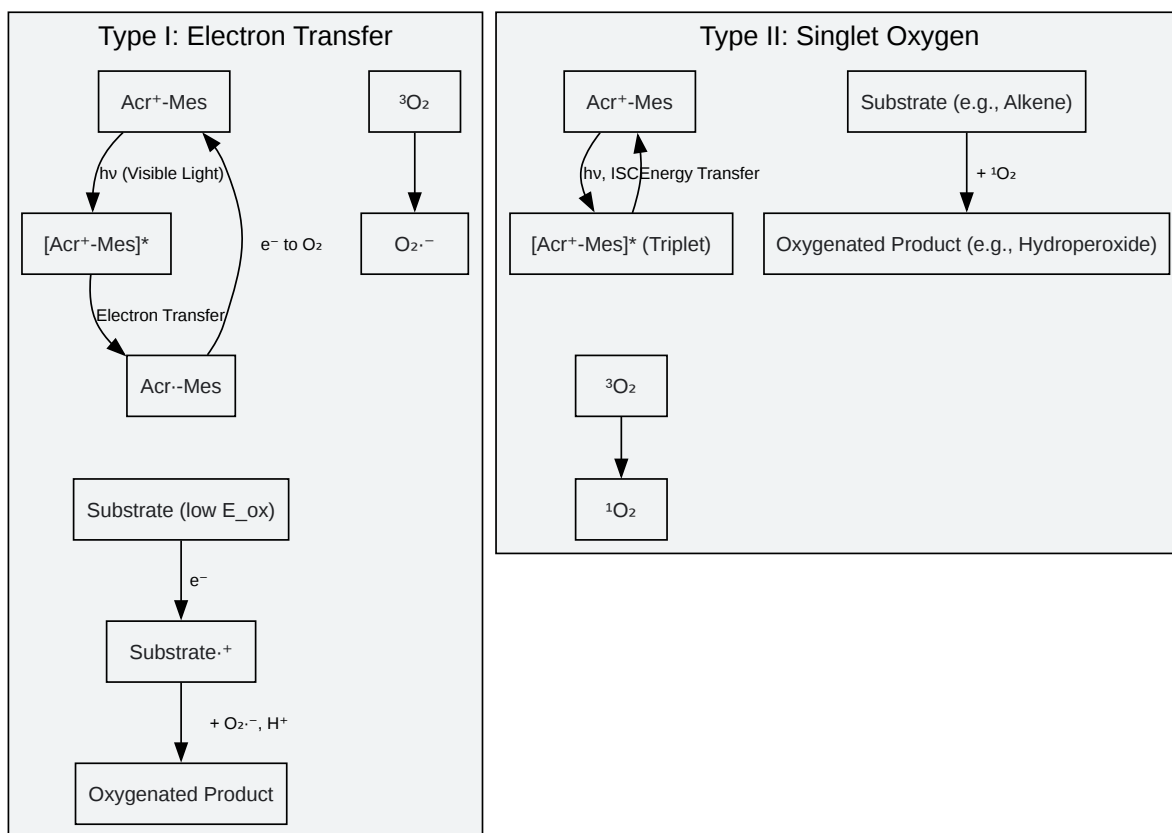 Type I: Electron Transfer
Acr⁺-Mes
³O₂
hν (Visible Light)
[Acr⁺-Mes]*
e⁻ to O₂
O₂·⁻
Electron Transfer
Acr·-Mes
Substrate (low E_ox)
e⁻
Substrate·⁺
+ O₂·⁻, H⁺
Oxygenated Product
Type II: Singlet Oxygen
Acr⁺-Mes
Substrate (e.g., Alkene)
hν, ISC
Energy Transfer
+ ¹O₂
[Acr⁺-Mes]* (Triplet)
Oxygenated Product (e.g., Hydroperoxide)
³O₂
¹O₂